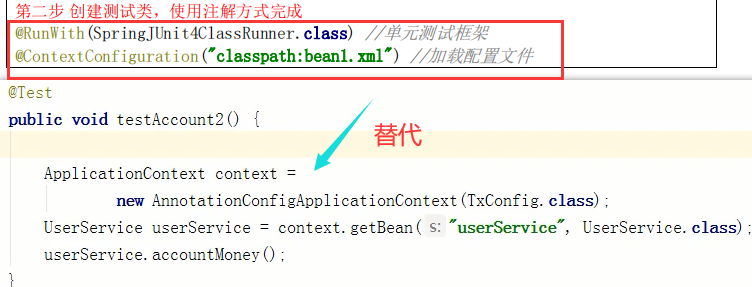 第二步 创建测试类，使用注解方式完成
@RunWith(SpringJUnit4ClassRunner.class) //单元测试框架
@ContextConfiguration("classpath:bean1.xml") //加载配置文件
@Test
public void testAccount2() {
替代
ApplicationContext context =
new AnnotationConfigApplicationContext(TxConfig.class);
UserService userService = context.getBean( s: "userService", UserService.class);
userService.accountMoney();
}